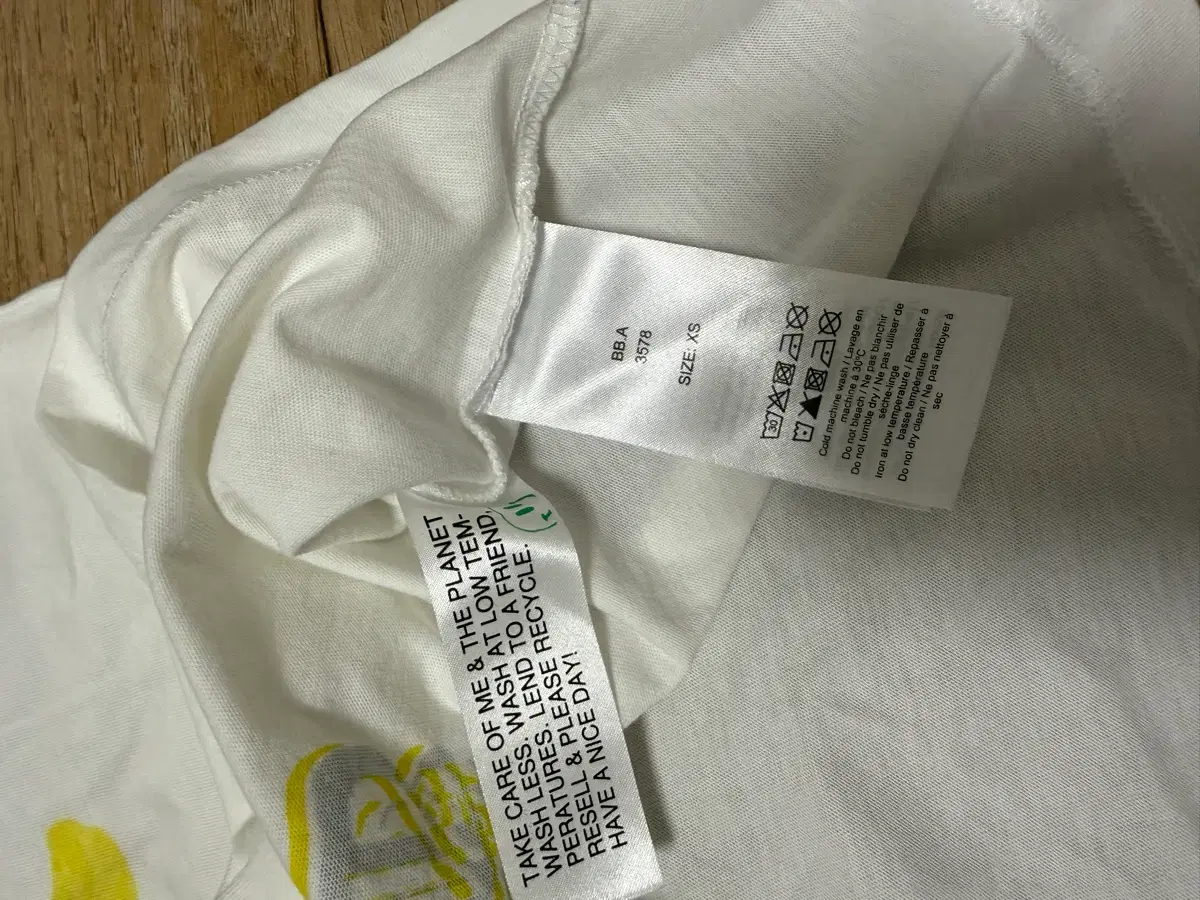 BB.A
3578
SIZE: XS
30
Cold machine wash / Lavage en
machine à 30°C
Do not bleach / Ne pas blanchir
Do not tumble dry / Ne pas utiliser de
sèche-linge
Iron at low temperature / Repasser à
basse température
Do not dry clean / Ne pas nettoyer à
sec
TAKE CARE OF ME & THE PLANET
WASH LESS. WASH AT LOW TEM-
PERATURES. LEND TO A FRIEND,
RESELL & PLEASE RECYCLE.
HAVE A NICE DAY!